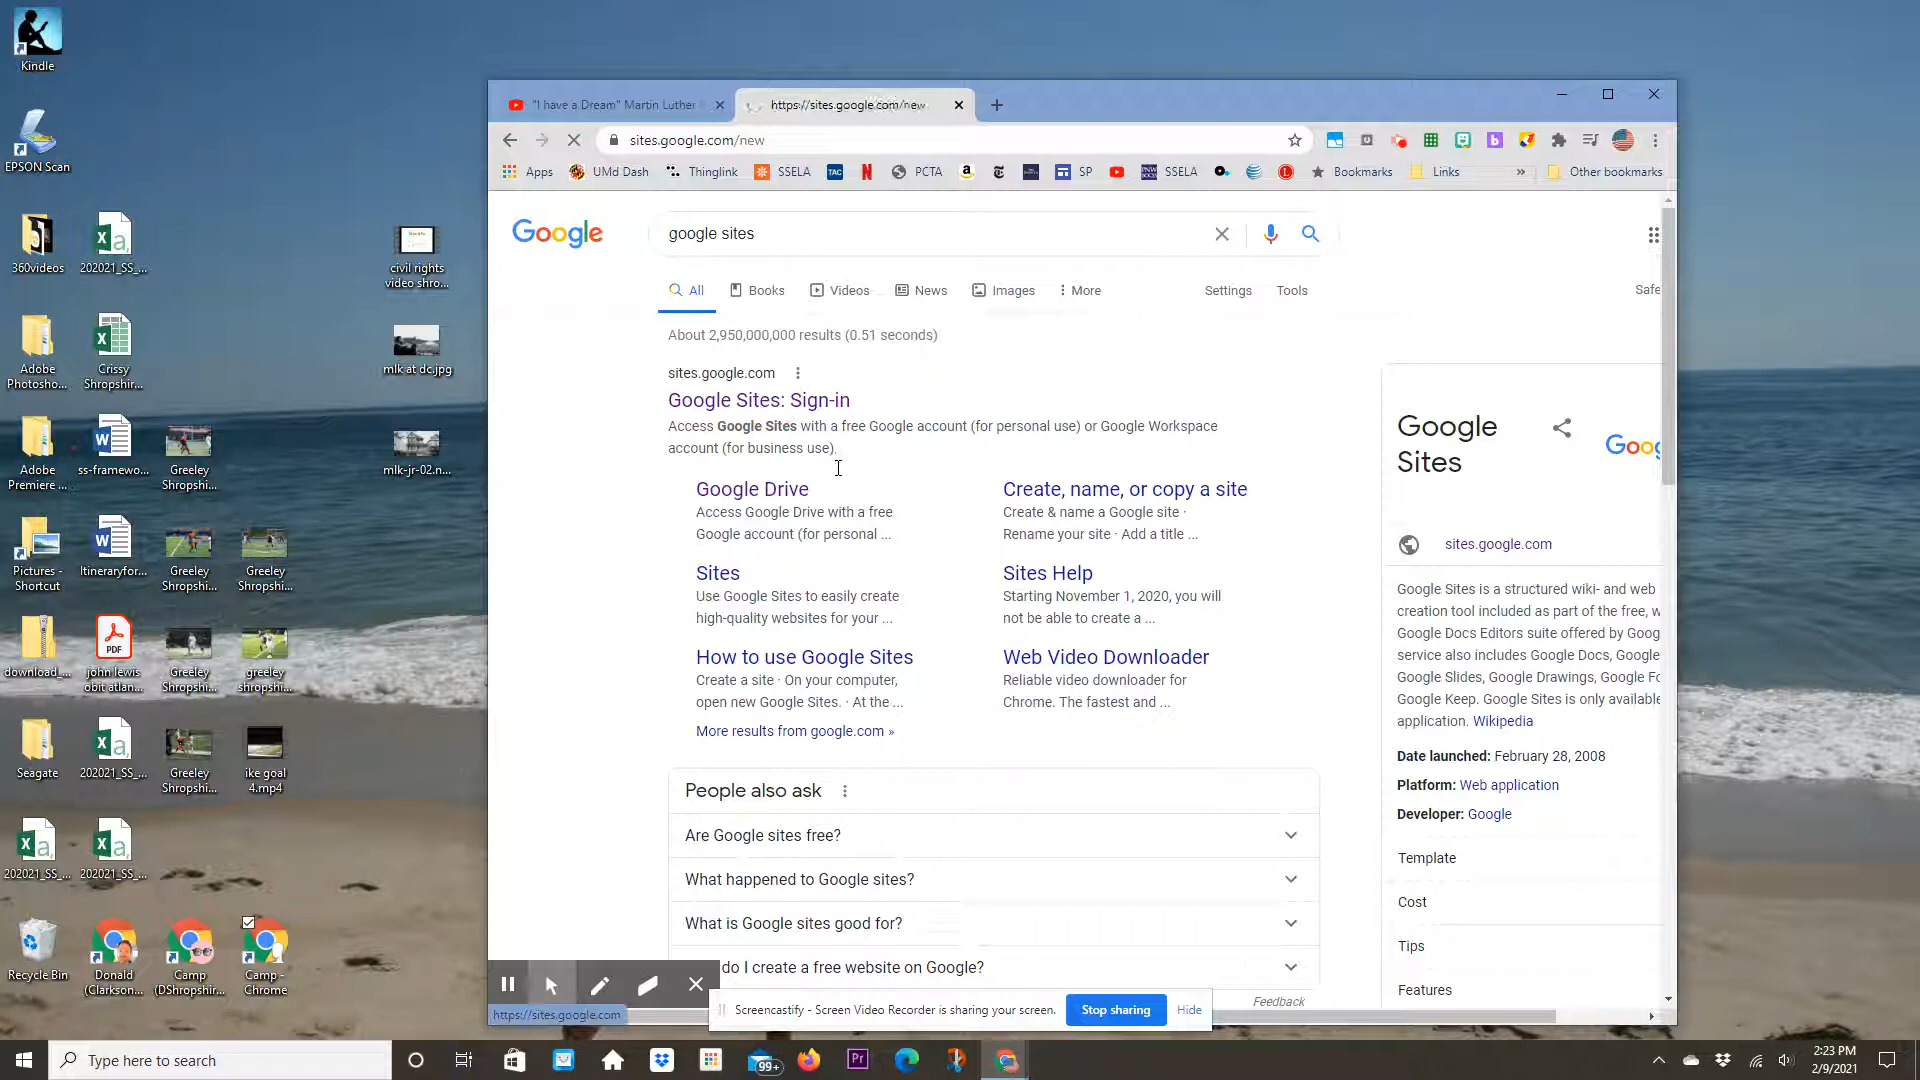 Kindle
EPSON Scan
360videos
202021_SS_...
civil rights
video shro...
Adobe
Photosho...
Crissy
Shropshir...
mlk at dc.jpg
Adobe
Premiere ...
ss-framewo...
Greeley
Shropshi...
mlk-jr-02.n...
Pictures -
Shortcut
Itineraryfor...
Greeley
Shropshi...
Greeley
Shropshi...
download_...
PDF
john lewis
obit atlan...
Greeley
Shropshi...
greeley
shropshi...
Seagate
202021_SS_...
Greeley
Shropshi...
ike goal
4.mp4
202021_SS_...
202021_SS_...
Recycle Bin
Donald
(Clarkson...
Camp
(DShropshir...
Camp -
Chrome
"I have a Dream" Martin Luther
https://sites.google.com/new
sites.google.com/new
Apps UMd Dash Thinglink SSELA TAC PCTA SP PNW BOCES SSELA Bookmarks Links » Other bookmarks
Google
google sites
All Books Videos News Images More Settings Tools
Safe
About 2,950,000,000 results (0.51 seconds)
sites.google.com
Google Sites: Sign-in
Access Google Sites with a free Google account (for personal use) or Google Workspace
account (for business use).
Google Drive
Access Google Drive with a free
Google account (for personal ...
Create, name, or copy a site
Create & name a Google site ·
Rename your site · Add a title ...
Sites
Use Google Sites to easily create
high-quality websites for your ...
Sites Help
Starting November 1, 2020, you will
not be able to create a ...
How to use Google Sites
Create a site · On your computer,
open new Google Sites. · At the ...
Web Video Downloader
Reliable video downloader for
Chrome. The fastest and ...
More results from google.com »
People also ask
Are Google sites free?
What happened to Google sites?
What is Google sites good for?
do I create a free website on Google?
Feedback
Google
Sites
Goog
sites.google.com
Google Sites is a structured wiki- and web
creation tool included as part of the free, w
Google Docs Editors suite offered by Goog
service also includes Google Docs, Google
Google Slides, Google Drawings, Google Fo
Google Keep. Google Sites is only available
application. Wikipedia
Date launched: February 28, 2008
Platform: Web application
Developer: Google
Template
Cost
Tips
Features
https://sites.google.com
Screencastify - Screen Video Recorder is sharing your screen.
Stop sharing
Hide
Type here to search
99+
Pr
2:23 PM
2/9/2021